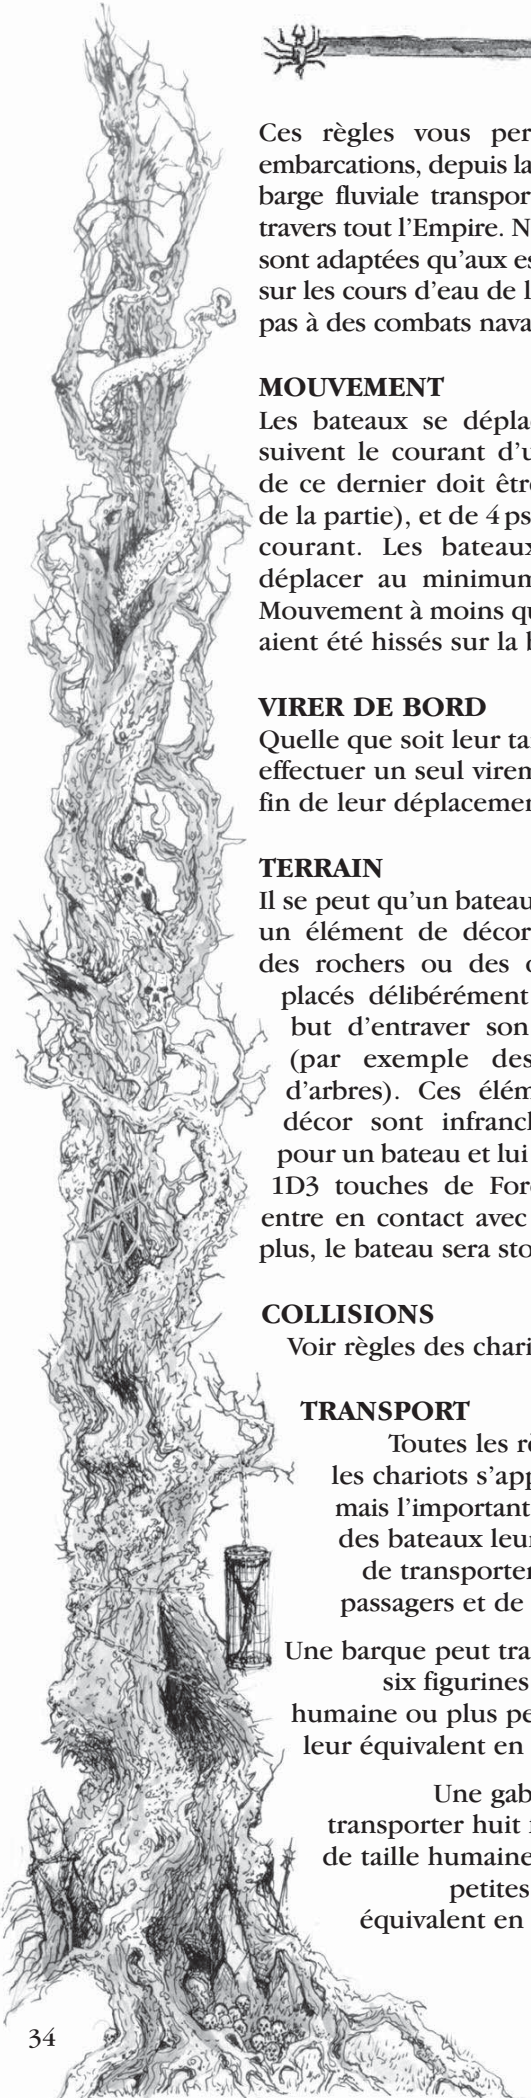 Ces règles vous per
embarcations, depuis la
barge fluviale transpor
travers tout l'Empire. N
sont adaptées qu'aux es
sur les cours d'eau de l
pas à des combats nava
MOUVEMENT
Les bateaux se dépla
suivent le courant d'u
de ce dernier doit êtr
de la partie), et de 4 ps
courant. Les bateaux
déplacer au minimum
Mouvement à moins qu
aient été hissés sur la b
VIRER DE BORD
Quelle que soit leur ta
effectuer un seul virem
fin de leur déplacemen
TERRAIN
Il se peut qu'un bateau
un élément de décor
des rochers ou des o
placés délibérément
but d'entraver son
(par exemple des
d'arbres). Ces élém
décor sont infranch
pour un bateau et lui
1D3 touches de For
entre en contact avec
plus, le bateau sera sto
COLLISIONS
Voir règles des chari
TRANSPORT
Toutes les r
les chariots s'app
mais l'important
des bateaux leur
de transporter
passagers et de
Une barque peut tra
six figurines
humaine ou plus pe
leur équivalent en
Une gab
transporter huit
de taille humaine
petites
équivalent en
34